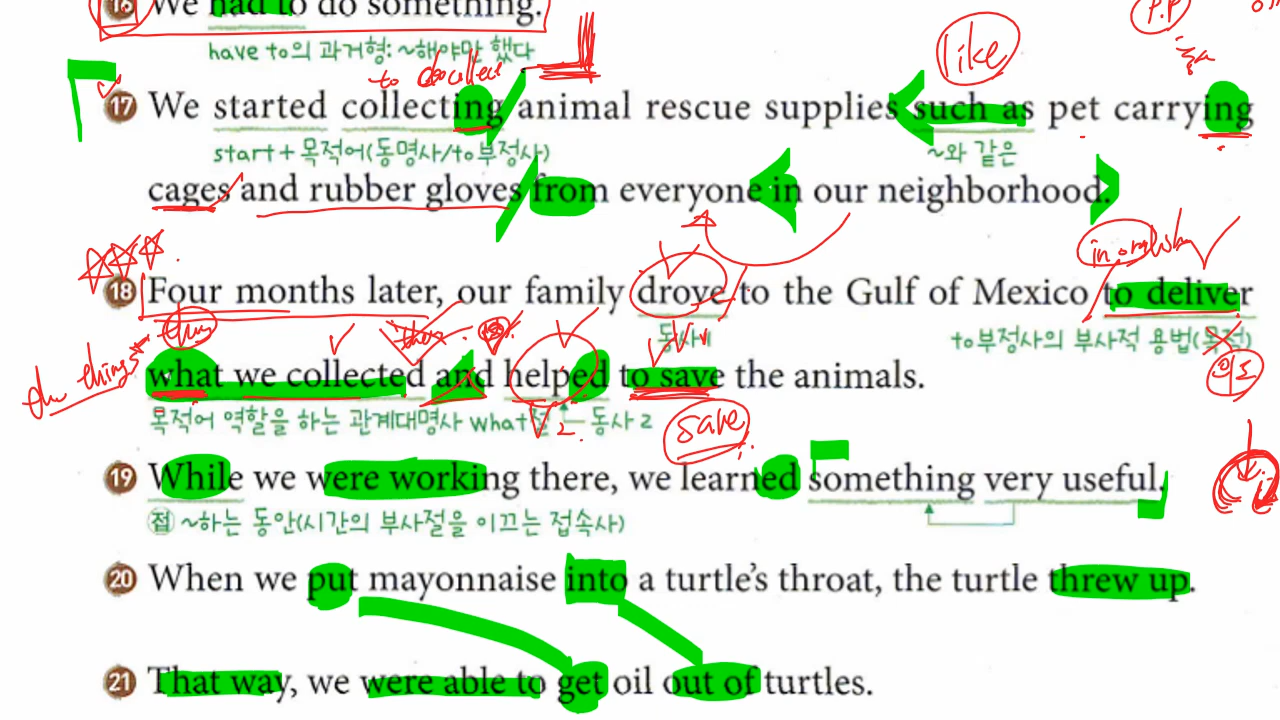 16 We had to do something.
have to의 과거형: ~해야만 했다
like
P.P
17 We started collecting animal rescue supplies such as pet carrying
start + 목적어(동명사/to부정사)
~와 같은
cages and rubber gloves from everyone in our neighborhood.
18 Four months later, our family drove to the Gulf of Mexico to deliver
동사1
to부정사의 부사적 용법(목적)
the things
what we collected and helped to save the animals.
목적어 역할을 하는 관계대명사 what절
동사 2
2.
save
19 While we were working there, we learned something very useful.
접 ~하는 동안(시간의 부사절을 이끄는 접속사)
20 When we put mayonnaise into a turtle's throat, the turtle threw up.
21 That way, we were able to get oil out of turtles.